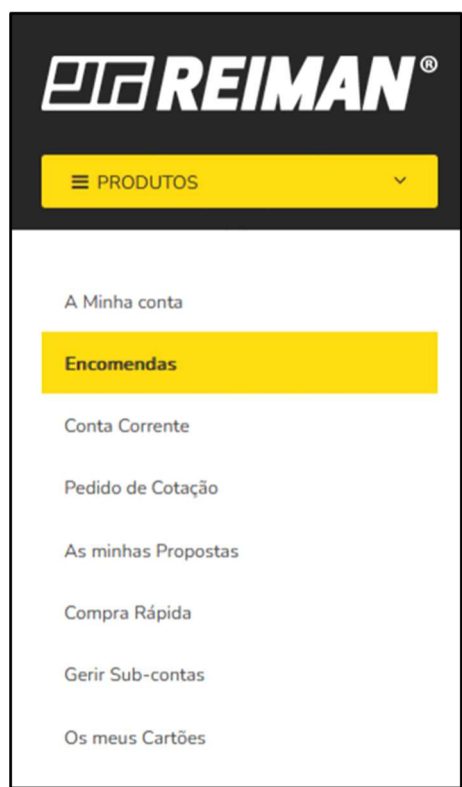 REIMAN®
PRODUTOS
A Minha conta
Encomendas
Conta Corrente
Pedido de Cotação
As minhas Propostas
Compra Rápida
Gerir Sub-contas
Os meus Cartões